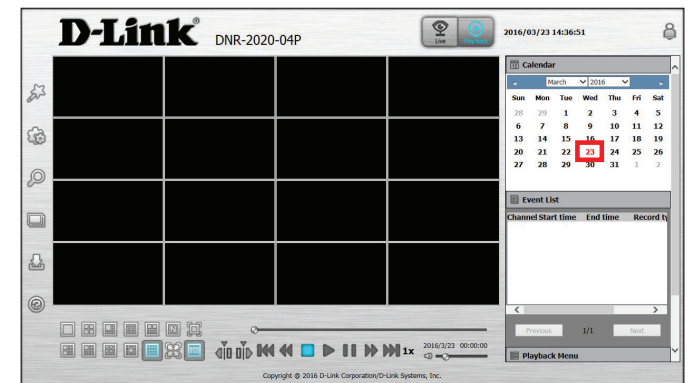 D-Link®
DNR-2020-04P
Live
Playback
2016/03/23 14:36:51
Calendar
March 2016
Sun Mon Tue Wed Thu Fri Sat
28 29 1 2 3 4 5
6 7 8 9 10 11 12
13 14 15 16 17 18 19
20 21 22 23 24 25 26
27 28 29 30 31 1 2
Event List
Channel Start time End time Record ty
Previous 1/1 Next
Playback Menu
N
1x
2016/3/23 00:00:00
Copyright @ 2016 D-Link Corporation/D-Link Systems, Inc.